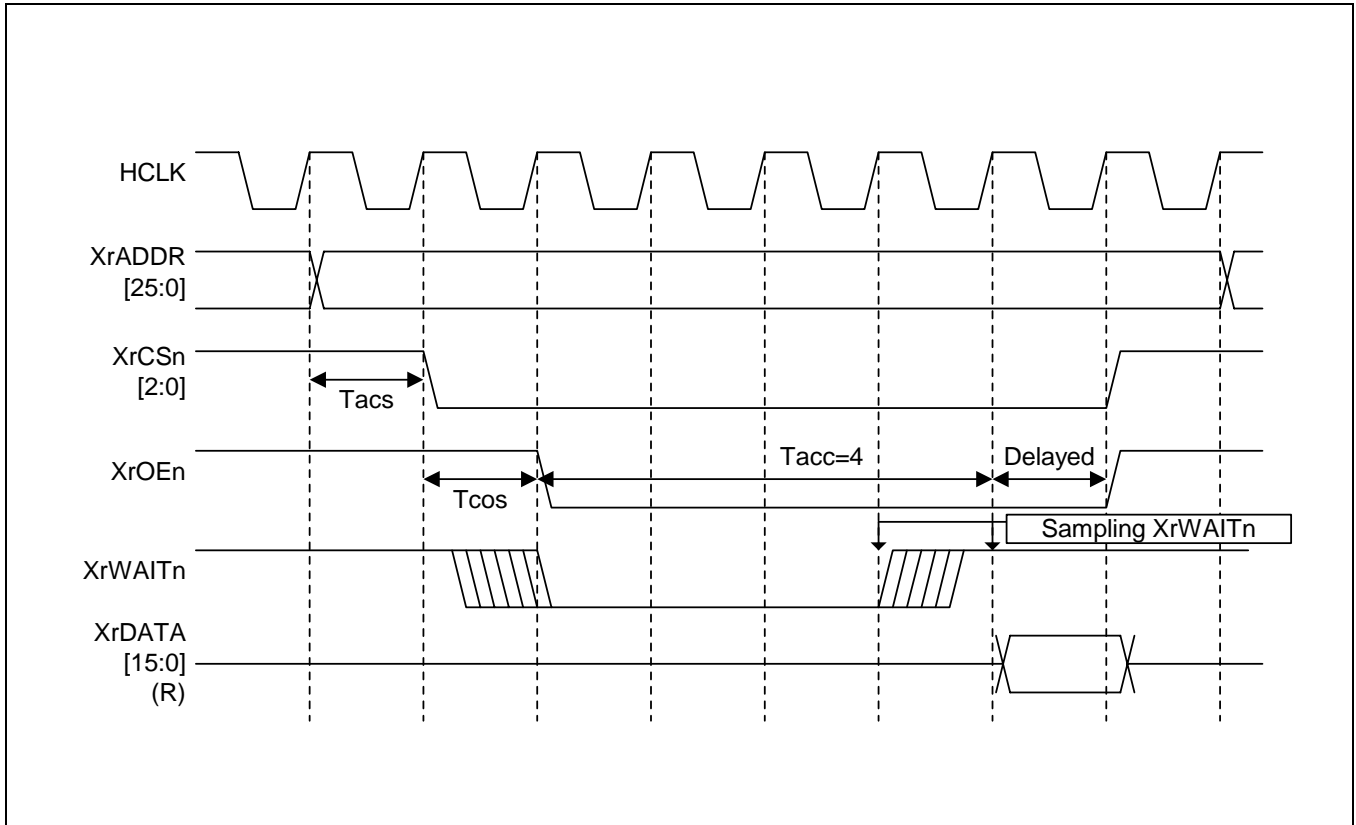 HCLK
XrADDR
[25:0]
XrCSn
[2:0]
Tacs
XrOEn
Tcos
Tacc=4
Delayed
Sampling XrWAITn
XrWAITn
XrDATA
[15:0]
(R)